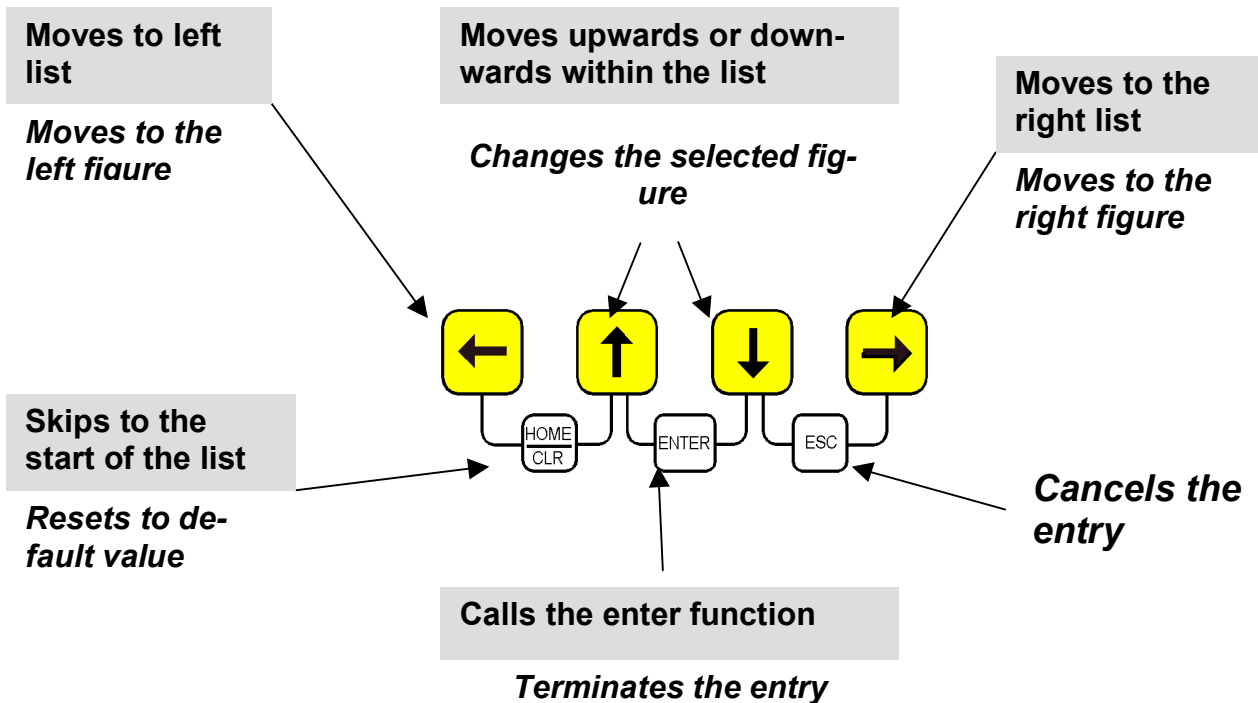 Moves to left
list
Moves to the
left figure
Moves upwards or down-
wards within the list
Changes the selected fig-
ure
Moves to the
right list
Moves to the
right figure
Skips to the
start of the list
Resets to de-
fault value
HOME
CLR
ENTER
ESC
Cancels the
entry
Calls the enter function
Terminates the entry